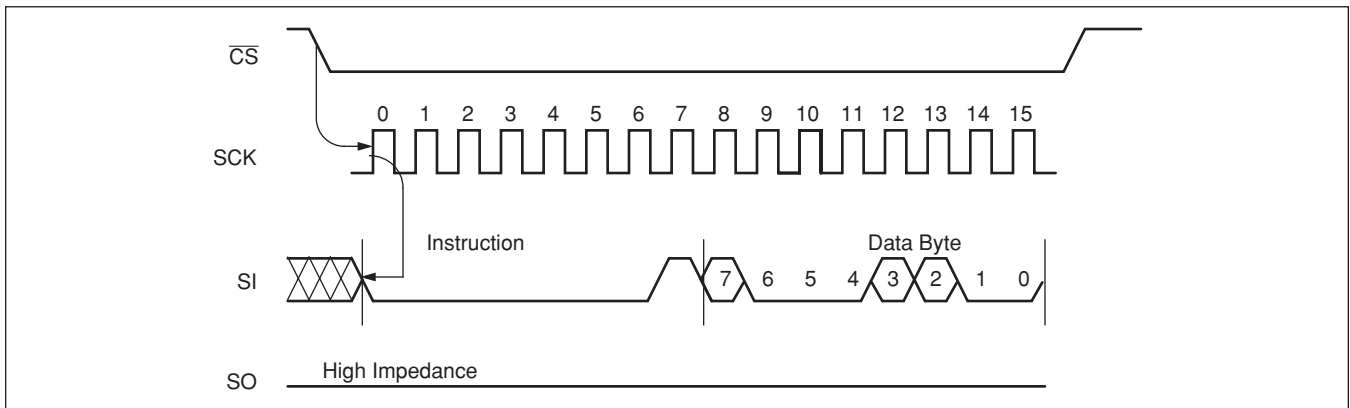 CS
0 1 2 3 4 5 6 7 8 9 10 11 12 13 14 15
SCK
Instruction
Data Byte
SI
7 6 5 4 3 2 1 0
High Impedance
SO